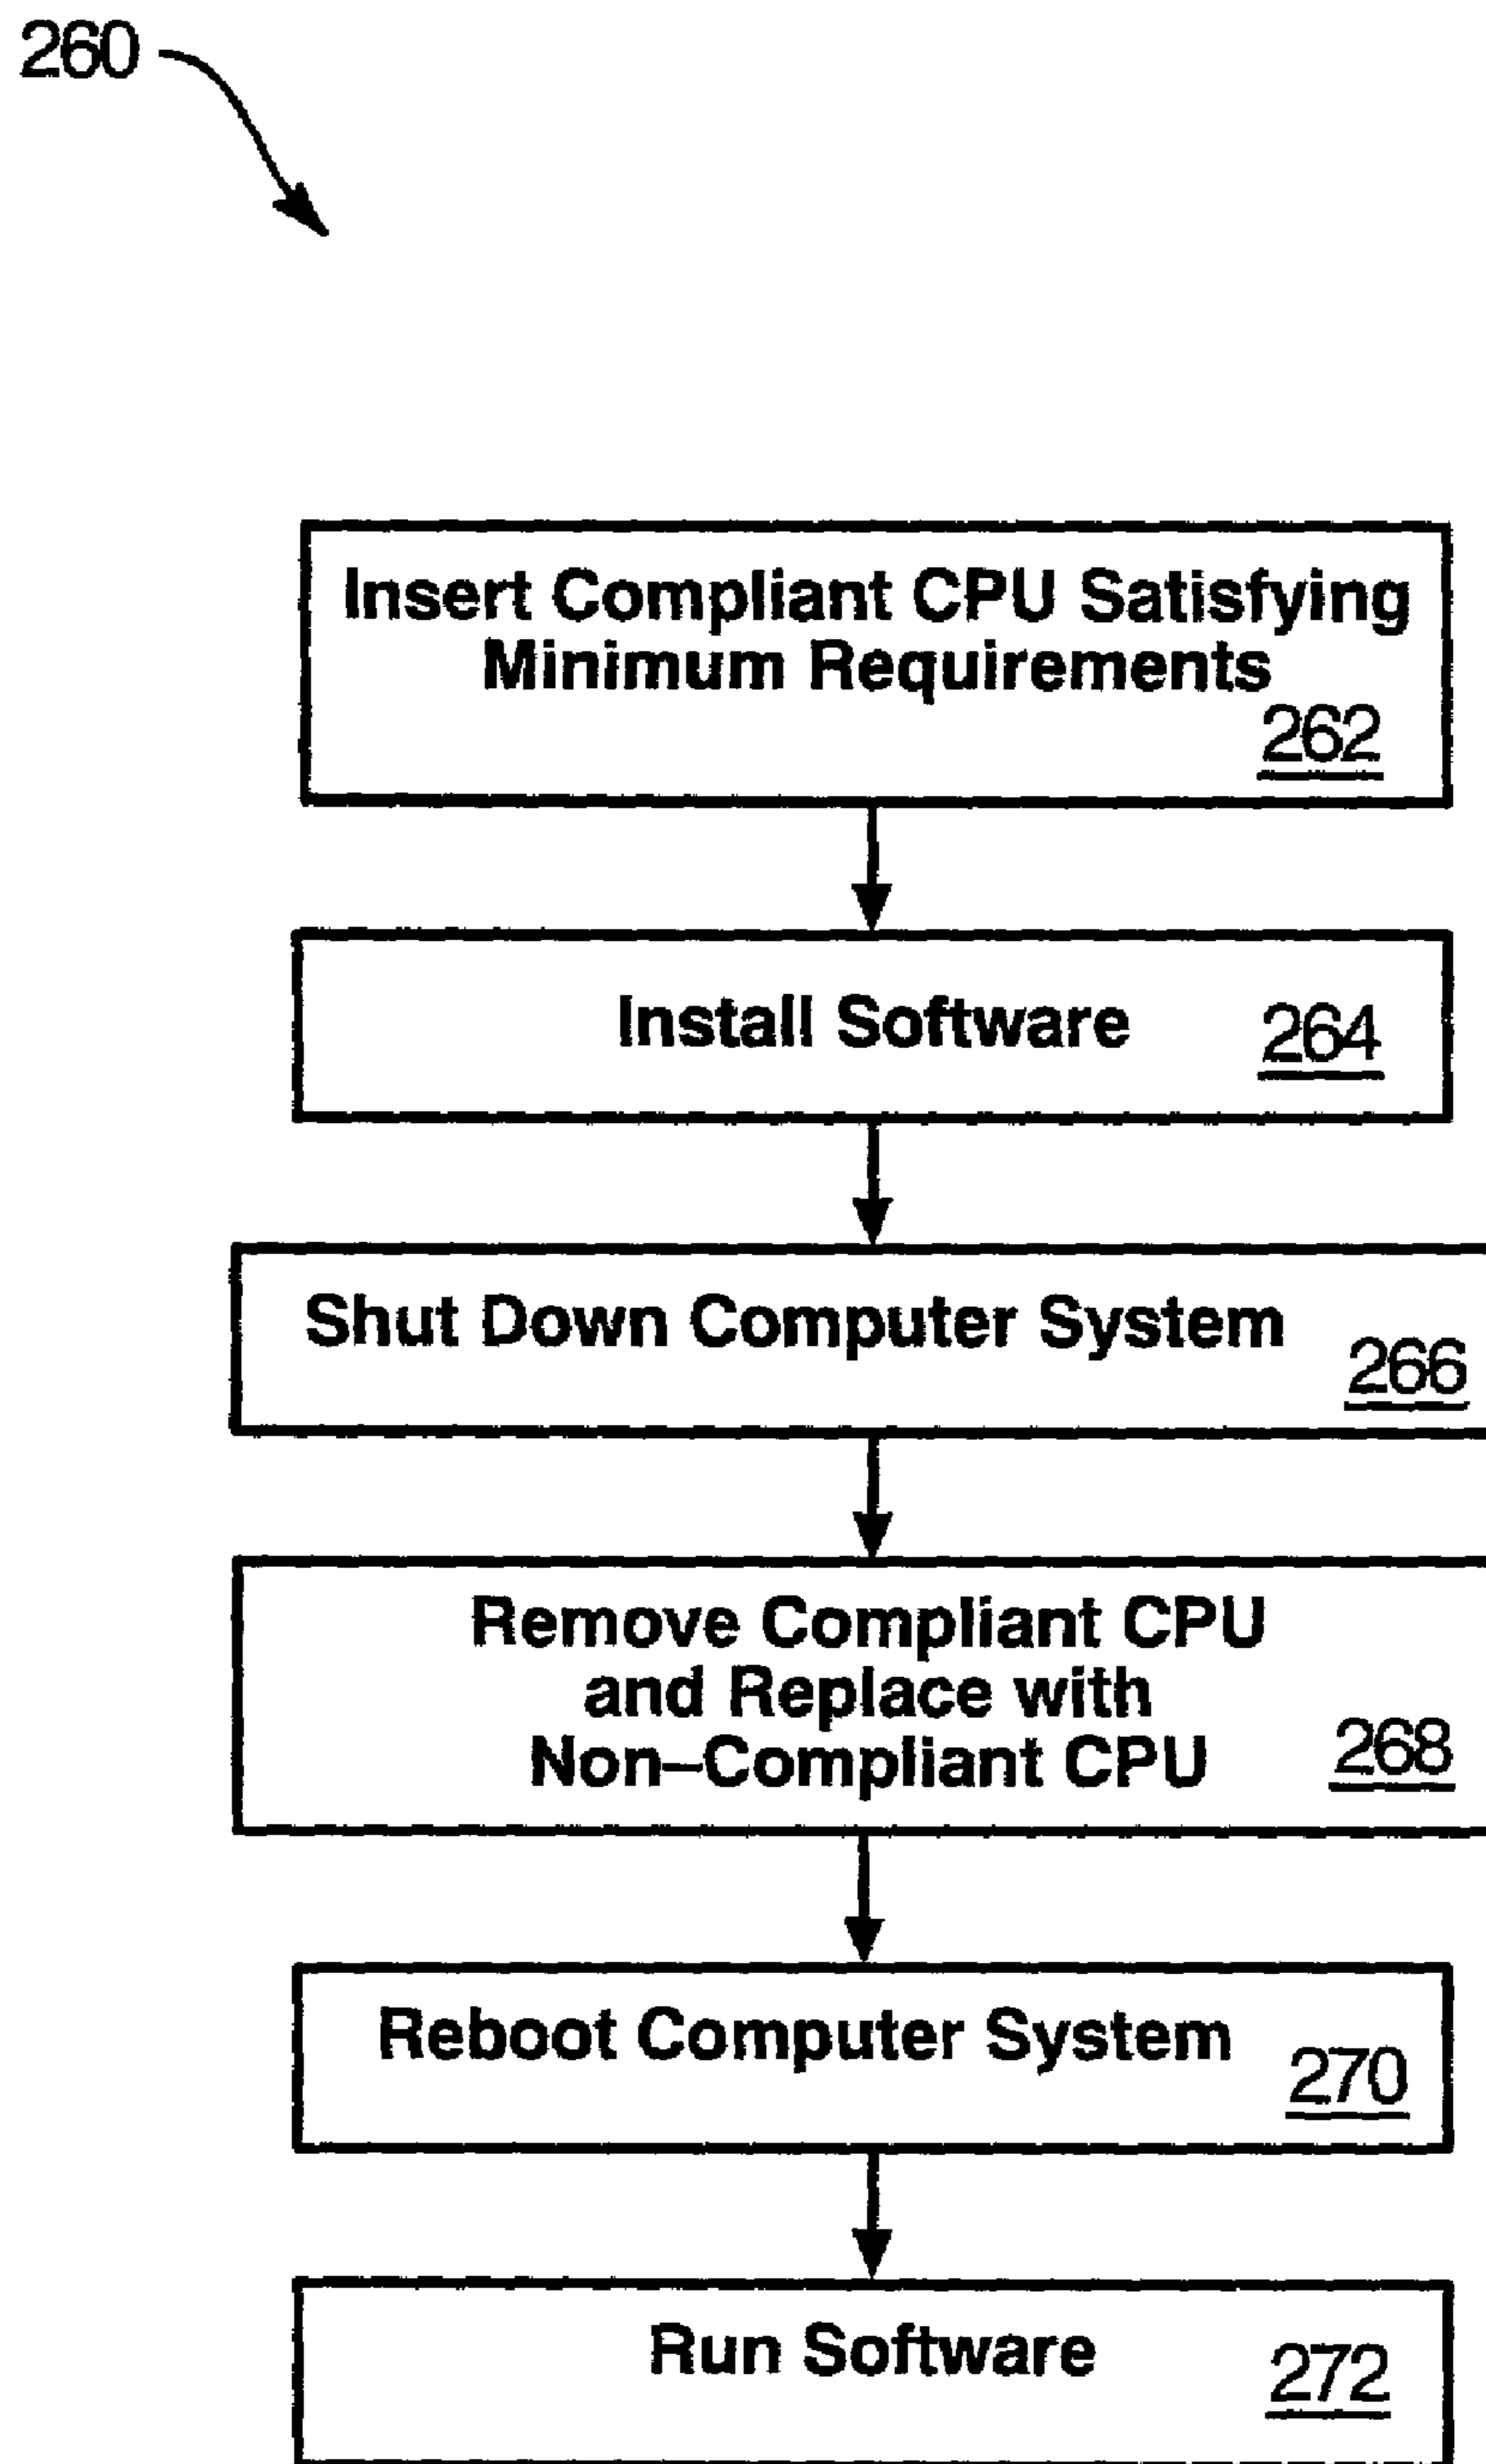 260
Insert Compliant CPU Satisfying
Minimum Requirements
262
Install Software 264
Shut Down Computer System
266
Remove Compliant CPU
and Replace with
Non–Compliant CPU 268
Reboot Computer System
270
Run Software 272